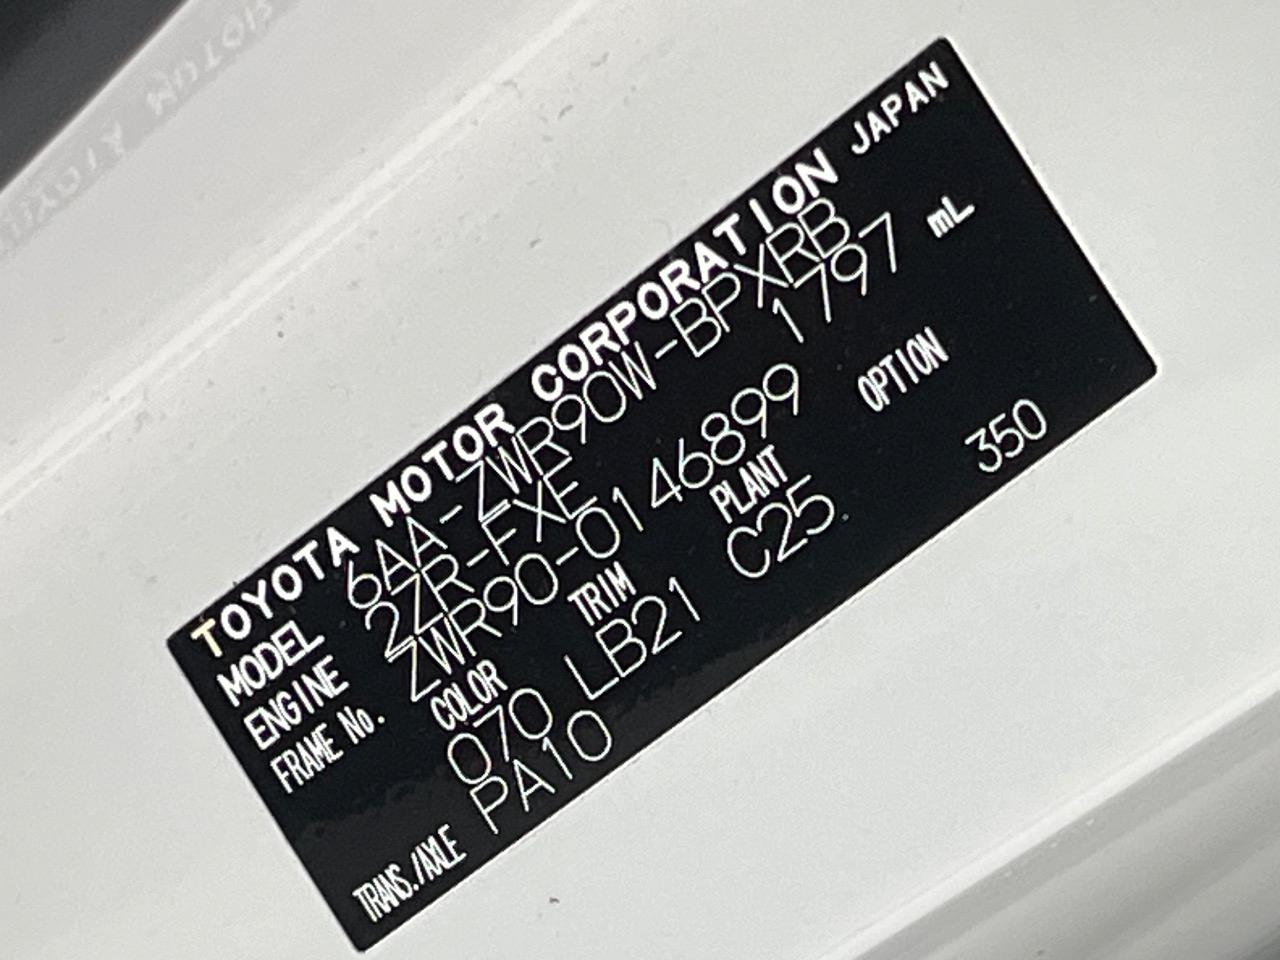 TOYOTA MOTOR CORPORATION JAPAN
MODEL 6AA-ZWR90W-BPXRB
ENGINE 2ZR-FXE 1797 mL
FRAME No. ZWR90-0146899
COLOR TRIM PLANT OPTION
070 LB21 C25 350
TRANS./AXLE PA10